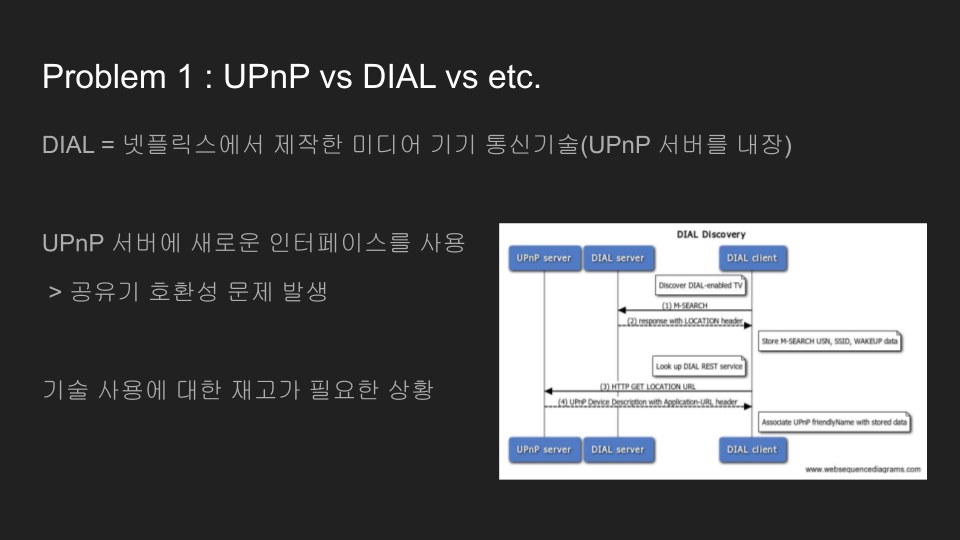 Problem 1 : UPnP vs DIAL vs etc.
DIAL = 넷플릭스에서 제작한 미디어 기기 통신기술(UPnP 서버를 내장)
UPnP 서버에 새로운 인터페이스를 사용
> 공유기 호환성 문제 발생
기술 사용에 대한 재고가 필요한 상황
DIAL Discovery
UPnP server DIAL server DIAL client
Discover DIAL-enabled TV
(1) M-SEARCH
(2) response with LOCATION header
Store M-SEARCH USN, SSID, WAKEUP data
Look up DIAL REST service
(3) HTTP GET LOCATION URL
(4) UPnP Device Description with Application-URL header
Associate UPnP friendlyName with stored data
UPnP server DIAL server DIAL client
www.websequencediagrams.com